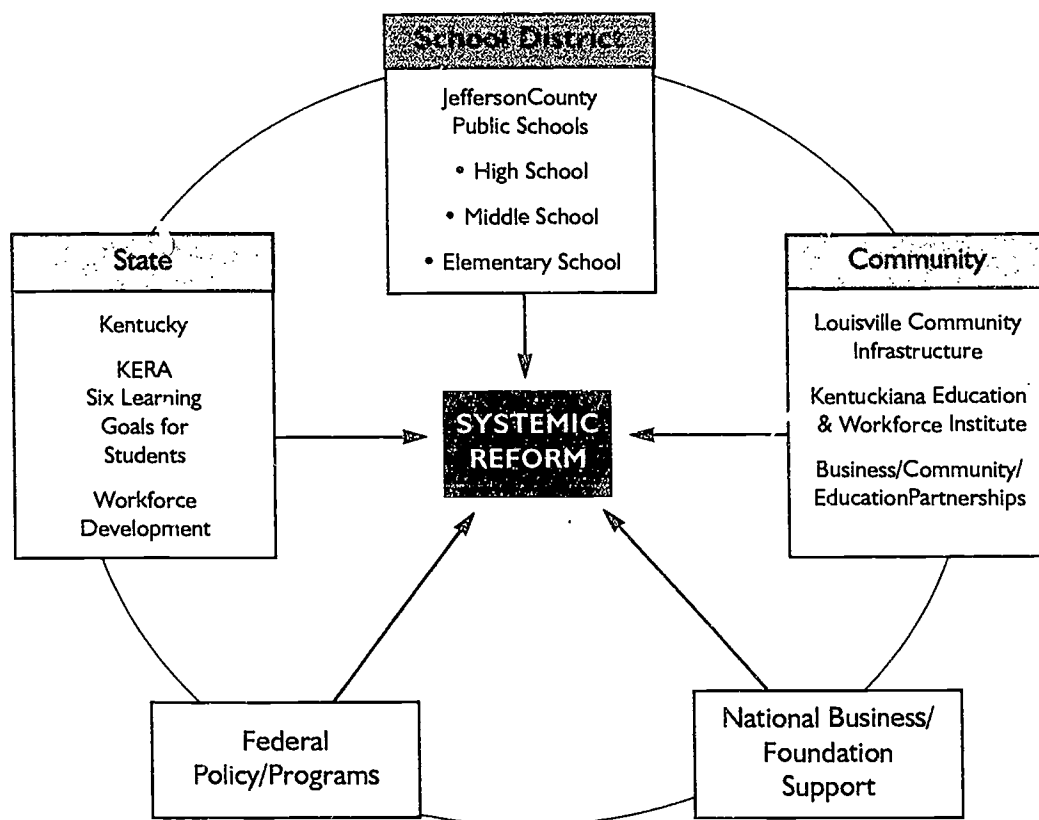 School District
JeffersonCounty
Public Schools
• High School
• Middle School
• Elementary School
State
Kentucky
KERA
Six Learning
Goals for
Students
Workforce
Development
Community
Louisville Community
Infrastructure
Kentuckiana Education
& Workforce Institute
Business/Community/
EducationPartnerships
SYSTEMIC
REFORM
Federal
Policy/Programs
National Business/
Foundation
Support